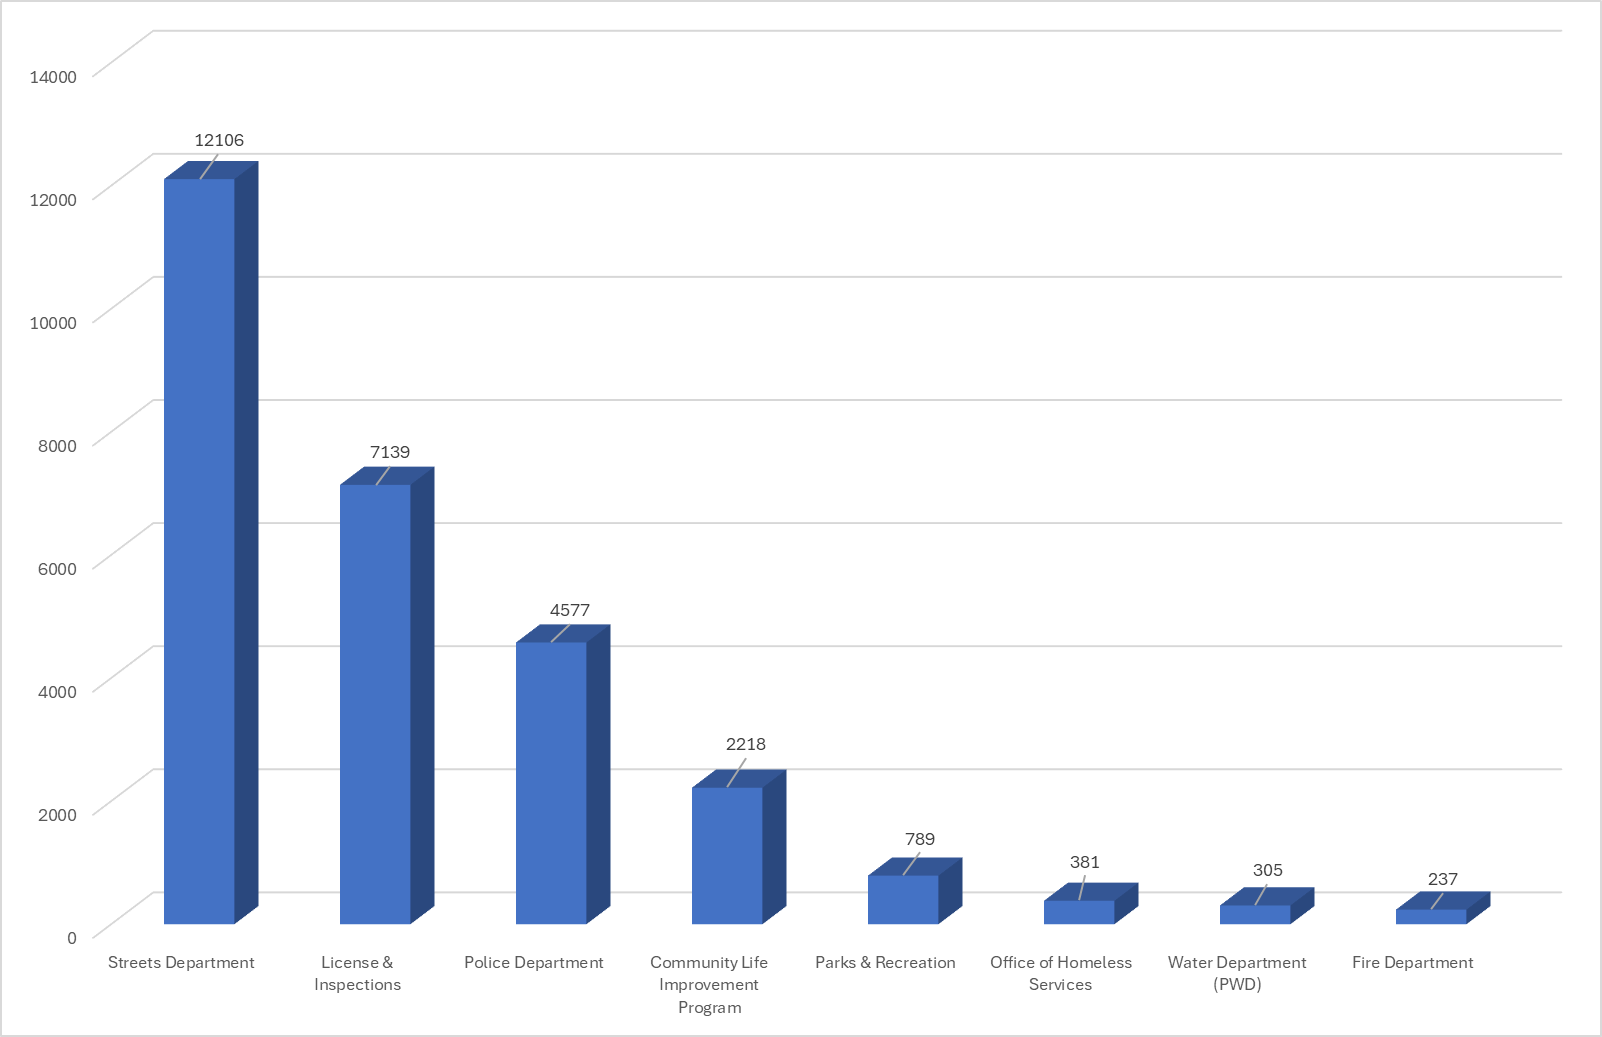 14000
12000
10000
8000
6000
4000
2000
0
12106
7139
4577
2218
789
381
305
237
Streets Department
License &
Inspections
Police Department
Community Life
Improvement
Program
Parks & Recreation
Office of Homeless
Services
Water Department
(PWD)
Fire Department